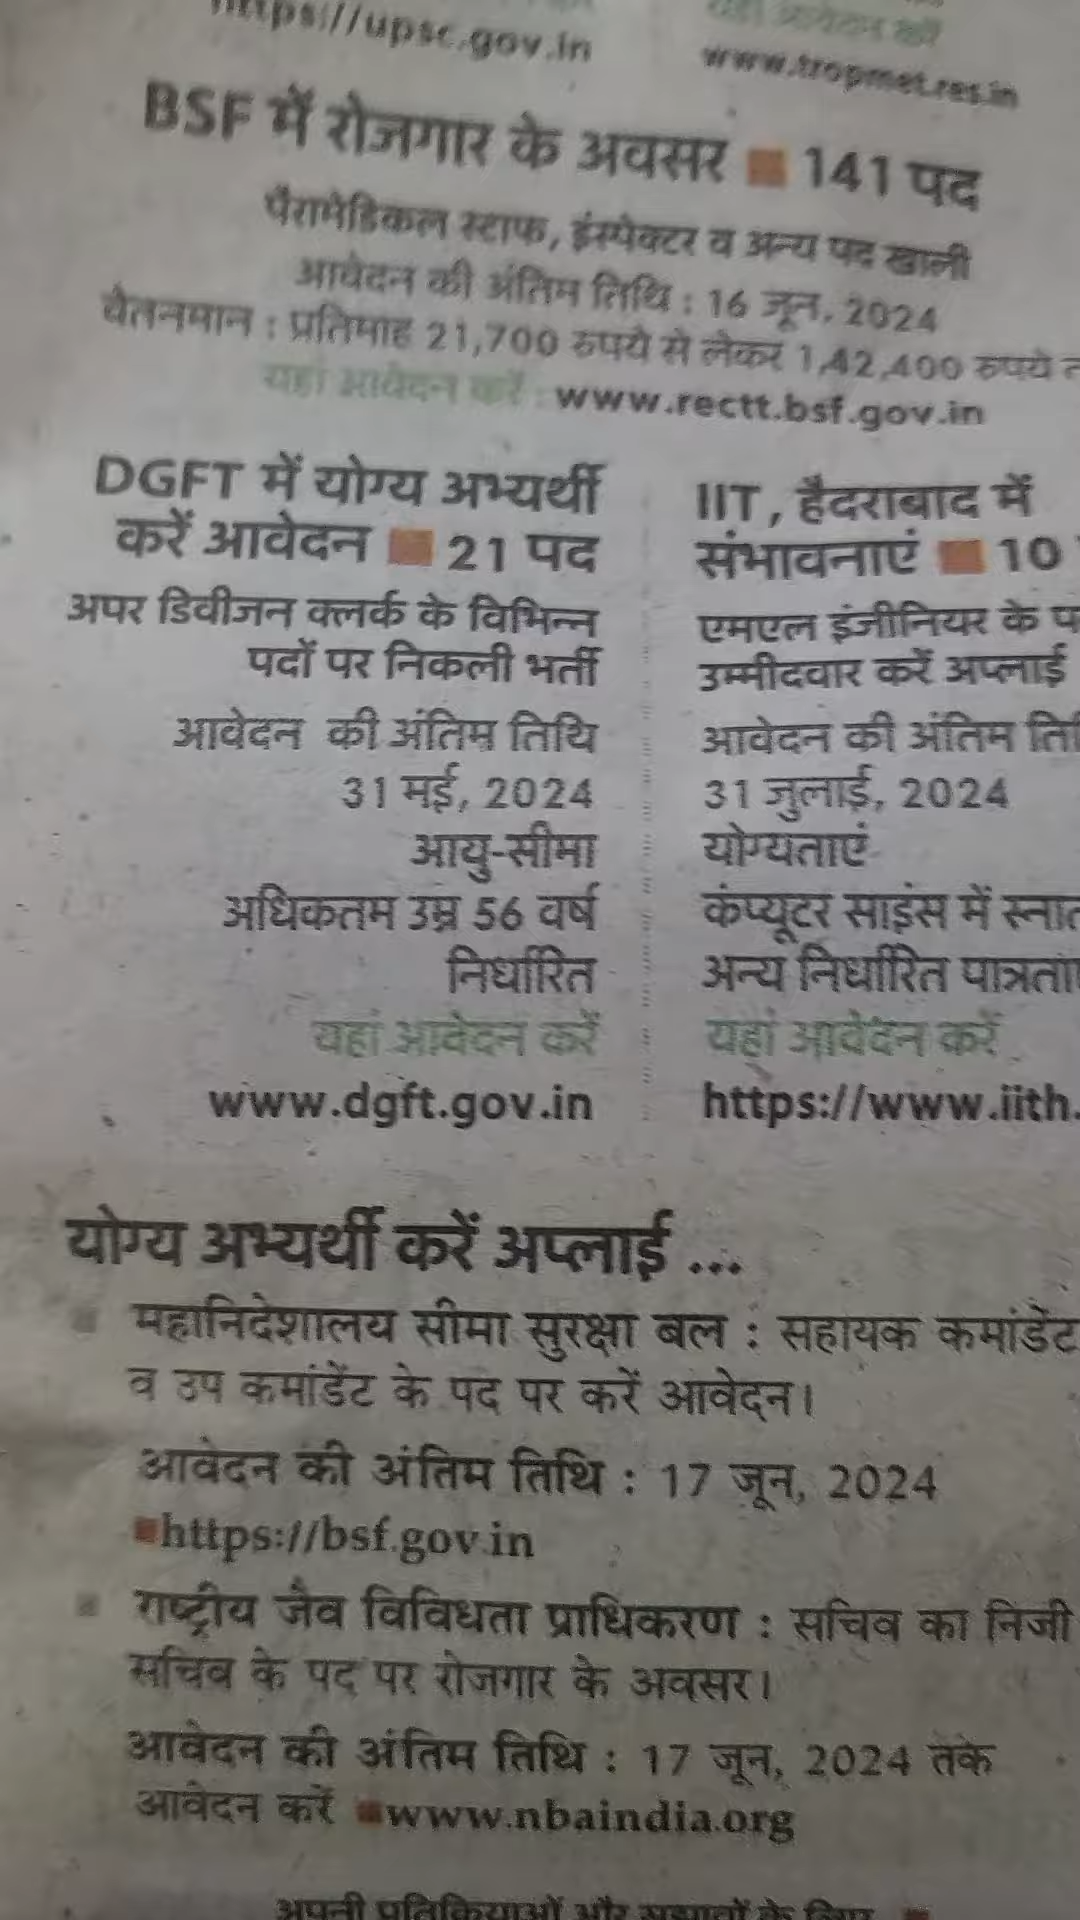 https://upsc.gov.in
यहां आवेदन करें
www.tropmet.res.in
BSF में रोजगार के अवसर ■ 141 पद
पैरामेडिकल स्टाफ, इंस्पेक्टर व अन्य पद खाली
आवेदन की अंतिम तिथि : 16 जून, 2024
वेतनमान : प्रतिमाह 21,700 रुपये से लेकर 1,42,400 रुपये
यहां आवेदन करें : www.rectt.bsf.gov.in
DGFT में योग्य अभ्यर्थी
करें आवेदन ■ 21 पद
अपर डिवीजन क्लर्क के विभिन्न
पदों पर निकली भर्ती
आवेदन की अंतिम तिथि
31 मई, 2024
आयु-सीमा
अधिकतम उम्र 56 वर्ष
निर्धारित
यहां आवेदन करें
www.dgft.gov.in
IIT, हैदराबाद में
संभावनाएं ■ 10
एमएल इंजीनियर के
उम्मीदवार करें अप्लाई
आवेदन की अंतिम
31 जुलाई, 2024
योग्यताएं
कंप्यूटर साइंस में
अन्य निर्धारित
यहां आवेदन करें
https://www.iith.
योग्य अभ्यर्थी करें अप्लाई ...
■ महानिदेशालय सीमा सुरक्षा बल : सहायक कमांडेंट
व उप कमांडेंट के पद पर करें आवेदन।
आवेदन की अंतिम तिथि : 17 जून, 2024
■https://bsf.gov.in
■ राष्ट्रीय जैव विविधता प्राधिकरण : सचिव का निजी
सचिव के पद पर रोजगार के अवसर।
आवेदन की अंतिम तिथि : 17 जून, 2024 तक
आवेदन करें ■www.nbaindia.org
अपनी प्रतिक्रियाओं और सुझावों के लिए